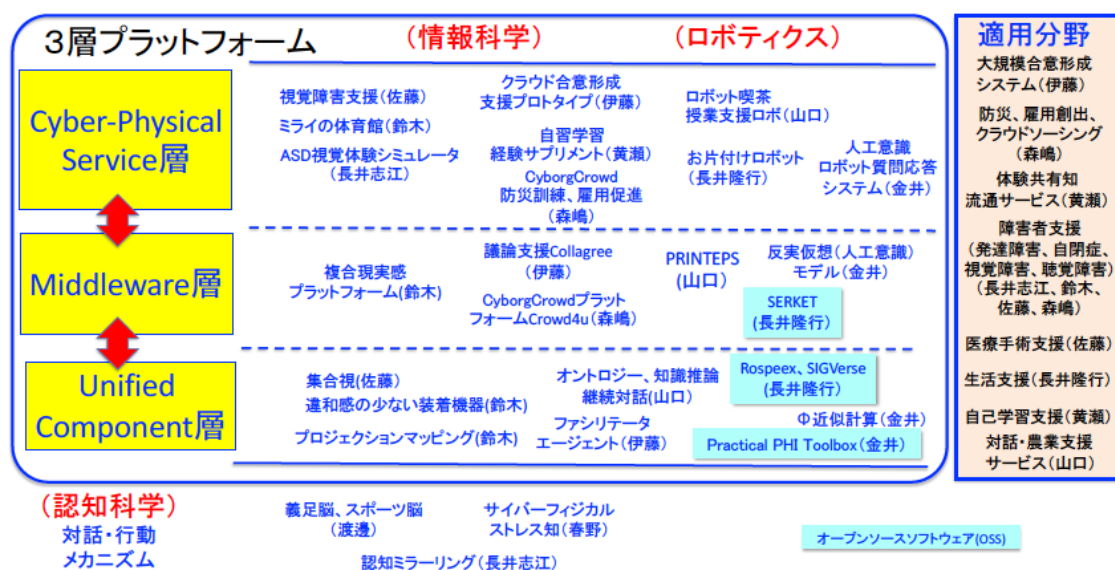 3層プラットフォーム
(情報科学)
(ロボティクス)
Cyber-Physical
Service層
視覚障害支援(佐藤)
ミライの体育館(鈴木)
ASD視覚体験シミュレータ
(長井志江)
クラウド合意形成
支援プロトタイプ(伊藤)
自習学習
経験サプリメント(黄瀬)
CyborgCrowd
防災訓練、雇用促進
(森嶋)
ロボット喫茶
授業支援ロボ(山口)
お片付けロボット
(長井隆行)
人工意識
ロボット質問応答
システム(金井)
Middleware層
複合現実感
プラットフォーム(鈴木)
議論支援Collagree
(伊藤)
CyborgCrowdプラット
フォームCrowd4u(森嶋)
PRINTEPS
(山口)
反実仮想(人工意識)
モデル(金井)
SERKET
(長井隆行)
Unified
Component層
集合視(佐藤)
違和感の少ない装着機器(鈴木)
プロジェクションマッピング(鈴木)
オントロジー、知識推論
継続対話(山口)
ファシリテータ
エージェント(伊藤)
Rospeex、SIGVerse
(長井隆行)
Φ近似計算(金井)
Practical PHI Toolbox(金井)
(認知科学)
対話・行動
メカニズム
義足脳、スポーツ脳
(渡邊)
サイバーフィジカル
ストレス知(春野)
認知ミラーリング(長井志江)
オープンソースソフトウェア(OSS)
適用分野
大規模合意形成
システム(伊藤)
防災、雇用創出、
クラウドソーシング
(森嶋)
体験共有知
流通サービス(黄瀬)
障害者支援
(発達障害、自閉症、
視覚障害、聴覚障害)
(長井志江、鈴木、
佐藤、森嶋)
医療手術支援(佐藤)
生活支援(長井隆行)
自己学習支援(黄瀬)
対話・農業支援
サービス(山口)